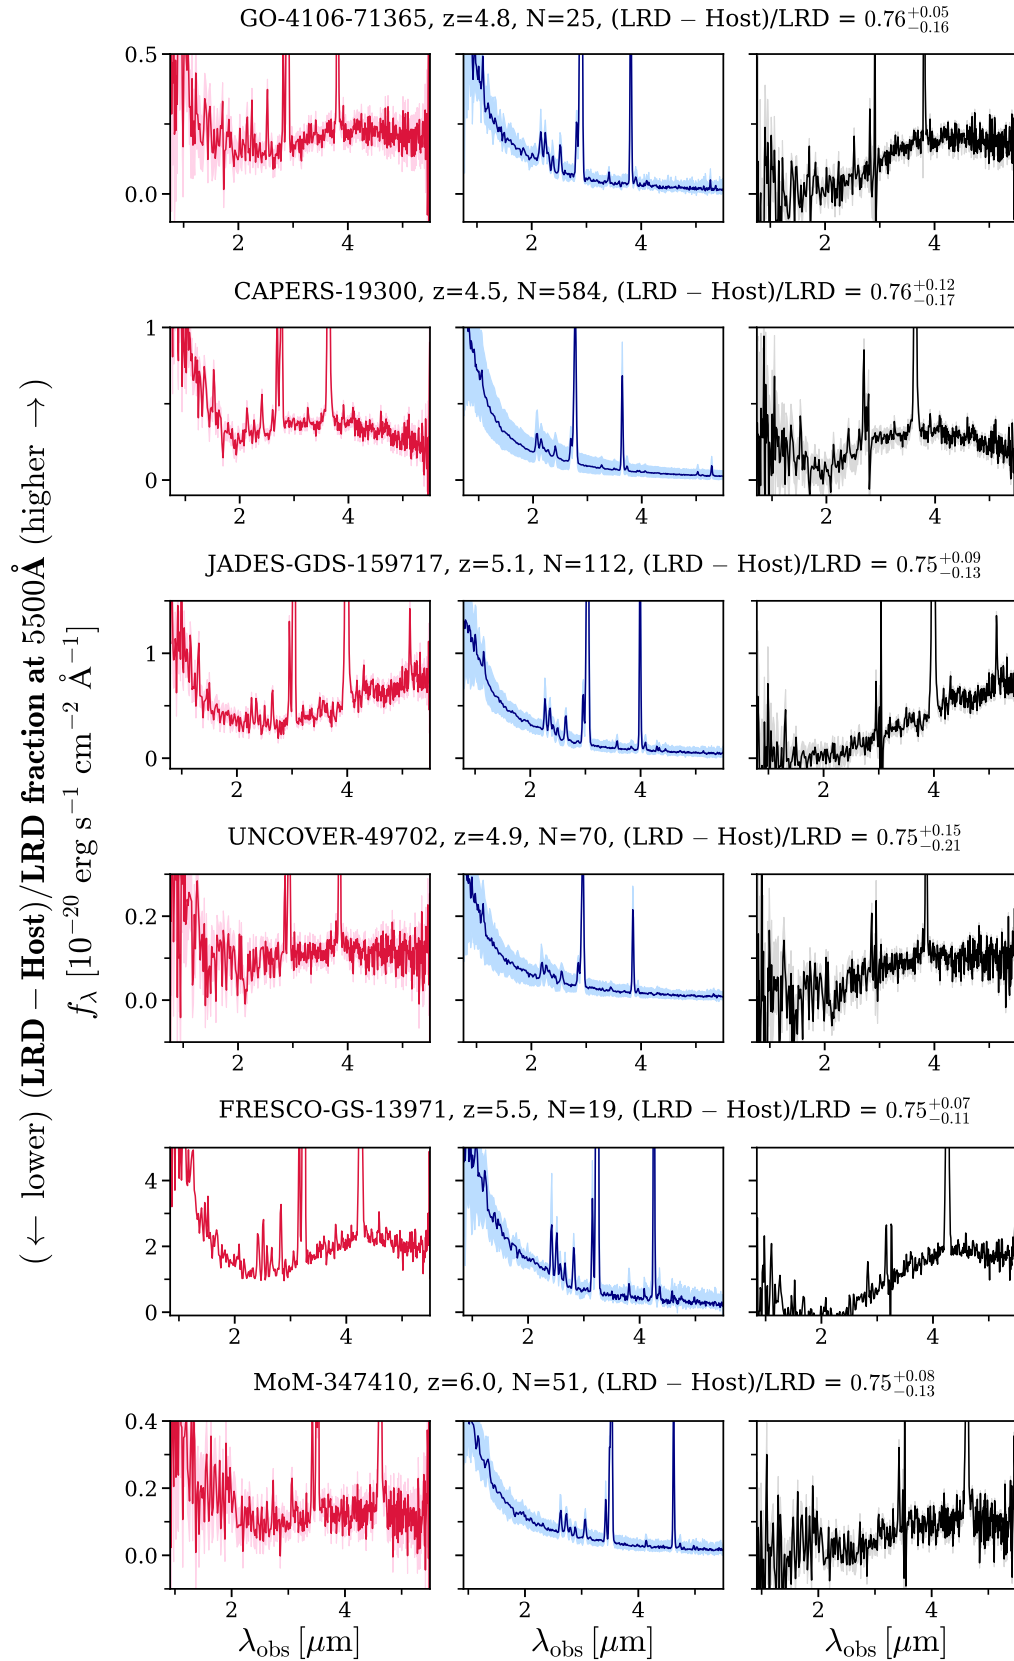 GO-4106-71365, z=4.8, N=25, (LRD − Host)/LRD = 0.76+0.05 −0.16
0.5
0.0
2 4 2 4 2 4
CAPERS-19300, z=4.5, N=584, (LRD − Host)/LRD = 0.76+0.12 −0.17
1
0
2 4 2 4 2 4
JADES-GDS-159717, z=5.1, N=112, (LRD − Host)/LRD = 0.75+0.09 −0.13
1
0
2 4 2 4 2 4
(← lower) (LRD − Host)/LRD fraction at 5500Å (higher →)
fλ [10−20 erg s−1 cm−2 Å−1]
UNCOVER-49702, z=4.9, N=70, (LRD − Host)/LRD = 0.75+0.15 −0.21
0.2
0.0
2 4 2 4 2 4
FRESCO-GS-13971, z=5.5, N=19, (LRD − Host)/LRD = 0.75+0.07 −0.11
4
2
0
2 4 2 4 2 4
MoM-347410, z=6.0, N=51, (LRD − Host)/LRD = 0.75+0.08 −0.13
0.4
0.2
0.0
2 4 2 4 2 4
λobs [μm] λobs [μm] λobs [μm]